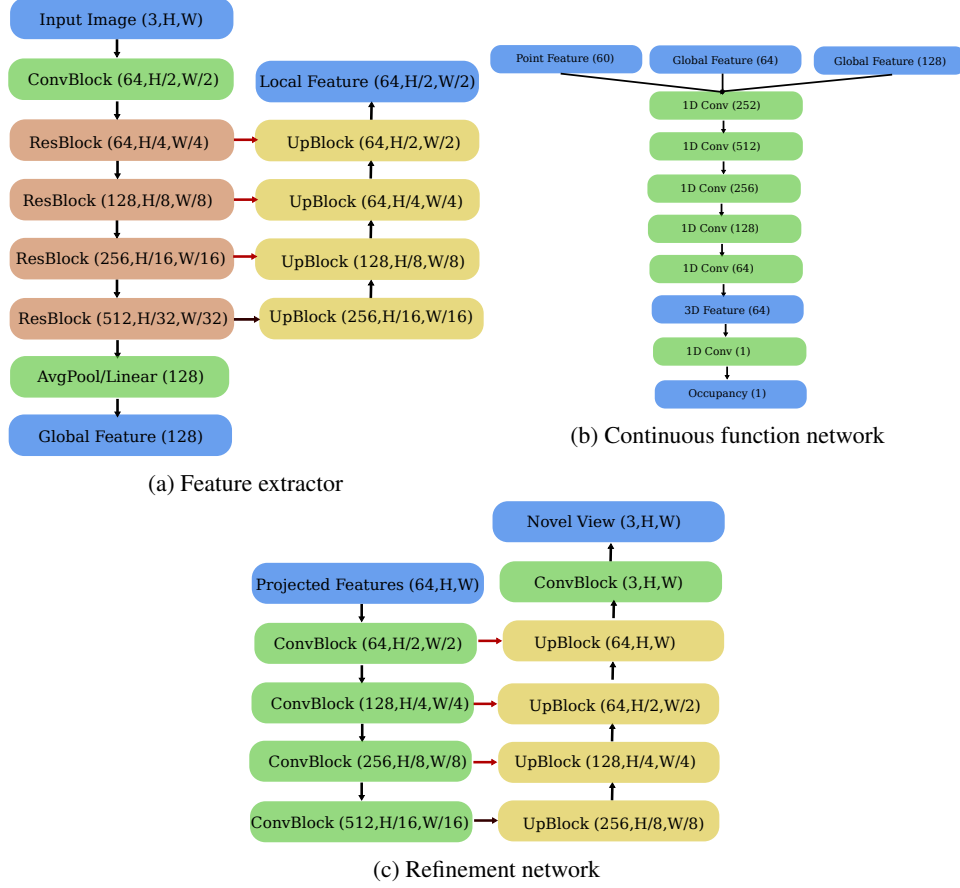 Input Image (3,H,W)
ConvBlock (64,H/2,W/2)
ResBlock (64,H/4,W/4)
ResBlock (128,H/8,W/8)
ResBlock (256,H/16,W/16)
ResBlock (512,H/32,W/32)
AvgPool/Linear (128)
Global Feature (128)
Local Feature (64,H/2,W/2)
UpBlock (64,H/2,W/2)
UpBlock (64,H/4,W/4)
UpBlock (128,H/8,W/8)
UpBlock (256,H/16,W/16)
(a) Feature extractor
Point Feature (60)
Global Feature (64)
Global Feature (128)
1D Conv (252)
1D Conv (512)
1D Conv (256)
1D Conv (128)
1D Conv (64)
3D Feature (64)
1D Conv (1)
Occupancy (1)
(b) Continuous function network
Projected Features (64,H,W)
ConvBlock (64,H/2,W/2)
ConvBlock (128,H/4,W/4)
ConvBlock (256,H/8,W/8)
ConvBlock (512,H/16,W/16)
Novel View (3,H,W)
ConvBlock (3,H,W)
UpBlock (64,H,W)
UpBlock (64,H/2,W/2)
UpBlock (128,H/4,W/4)
UpBlock (256,H/8,W/8)
(c) Refinement network